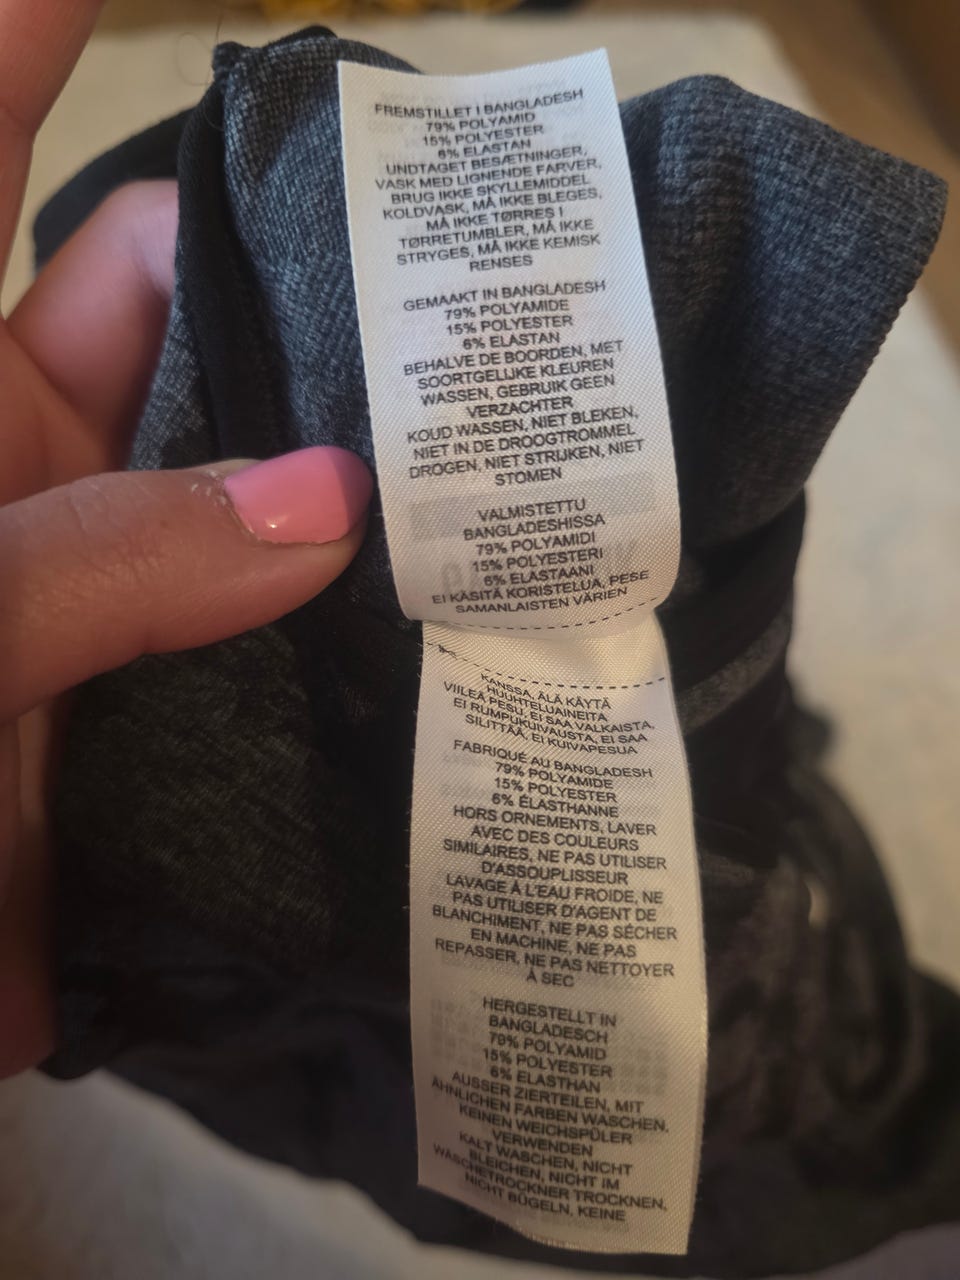 FREMSTILLET I BANGLADESH
79% POLYAMID
15% POLYESTER
6% ELASTAN
UNDTAGET BESÆTNINGER,
VASK MED LIGNENDE FARVER,
BRUG IKKE SKYLLEMIDDEL
KOLDVASK, MÅ IKKE BLEGES,
MÅ IKKE TØRRES I
TØRRETUMBLER, MÅ IKKE
STRYGES, MÅ IKKE KEMISK
RENSES
GEMAAKT IN BANGLADESH
79% POLYAMIDE
15% POLYESTER
6% ELASTAN
BEHALVE DE BOORDEN, MET
SOORTGELIJKE KLEUREN
WASSEN, GEBRUIK GEEN
VERZACHTER
KOUD WASSEN, NIET BLEKEN,
NIET IN DE DROOGTROMMEL
DROGEN, NIET STRIJKEN, NIET
STOMEN
VALMISTETTU
BANGLADESHISSA
79% POLYAMIDI
15% POLYESTERI
6% ELASTAANI
EI KÄSITÄ KORISTELUA, PESE
SAMANLAISTEN VÄRIEN
KANSSA, ÄLÄ KÄYTÄ
HUUHTELUAINEITA
VIILEÄ PESU, EI SAA VALKAISTA,
EI RUMPUKUIVAUSTA, EI SAA
SILITTÄÄ, EI KUIVAPESUA
FABRIQUÉ AU BANGLADESH
79% POLYAMIDE
15% POLYESTER
6% ÉLASTHANNE
HORS ORNEMENTS, LAVER
AVEC DES COULEURS
SIMILAIRES, NE PAS UTILISER
D'ASSOUPLISSEUR
LAVAGE À L'EAU FROIDE, NE
PAS UTILISER D'AGENT DE
BLANCHIMENT, NE PAS SÉCHER
EN MACHINE, NE PAS
REPASSER, NE PAS NETTOYER
À SEC
HERGESTELLT IN
BANGLADESCH
79% POLYAMID
15% POLYESTER
6% ELASTHAN
AUSSER ZIERTEILEN, MIT
ÄHNLICHEN FARBEN WASCHEN,
KEINEN WEICHSPÜLER
VERWENDEN
KALT WASCHEN, NICHT
BLEICHEN, NICHT IM
WÄSCHETROCKNER TROCKNEN,
NICHT BÜGELN, KEINE